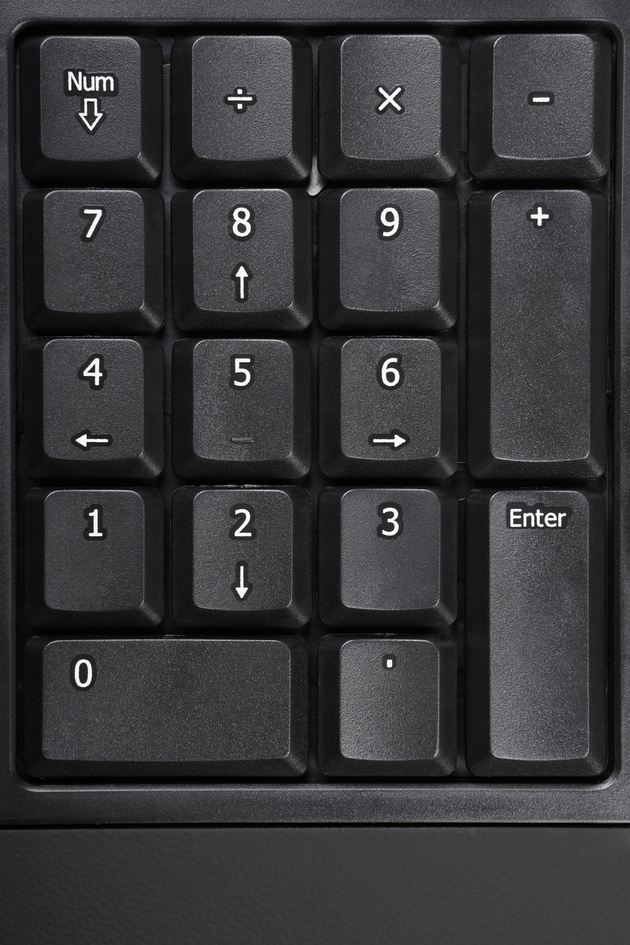 Num ÷ × -
⇩
7 8 9 +
↑
4 5 6
← →
1 2 3 Enter
↓
0 .